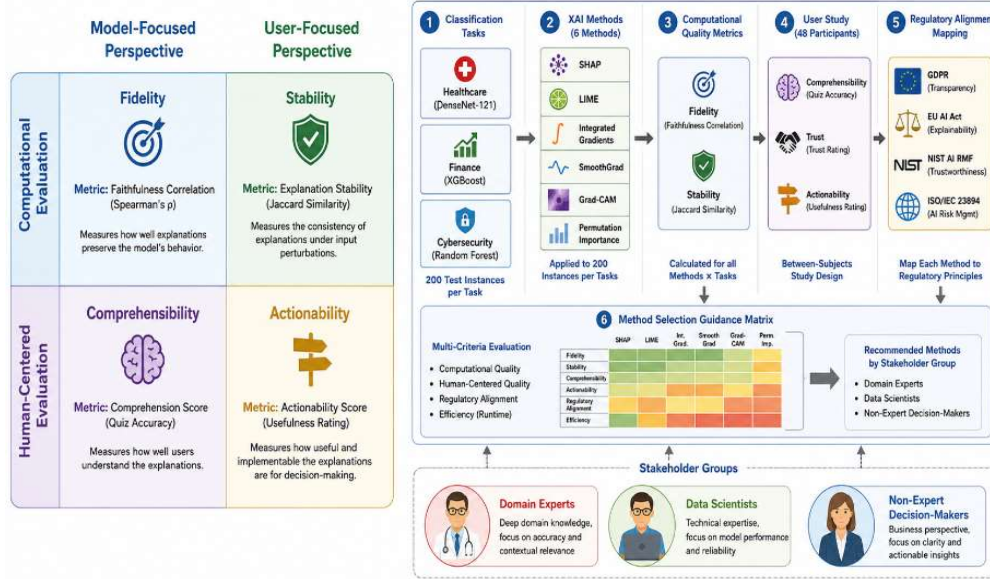 Model-Focused
Perspective
User-Focused
Perspective
Computational
Evaluation
Fidelity
Metric: Faithfulness Correlation
(Spearman's ρ)
Measures how well explanations
preserve the model's behavior.
Stability
Metric: Explanation Stability
(Jaccard Similarity)
Measures the consistency of
explanations under input
perturbations.
Human-Centered
Evaluation
Comprehensibility
Metric: Comprehension Score
(Quiz Accuracy)
Measures how well users
understand the explanations.
Actionability
Metric: Actionability Score
(Usefulness Rating)
Measures how useful and
implementable the explanations
are for decision-making.
1 Classification
Tasks
Healthcare
(DenseNet-121)
Finance
(XGBoost)
Cybersecurity
(Random Forest)
200 Test Instances
per Task
2 XAI Methods
(6 Methods)
SHAP
LIME
Integrated
Gradients
SmoothGrad
Grad-CAM
Permutation
Importance
Applied to 200
Instances per Tasks
3 Computational
Quality Metrics
Fidelity
(Faithfulness Correlation)
Stability
(Jaccard Similarity)
Calculated for all
Methods × Tasks
4 User Study
(48 Participants)
Comprehensibility
(Quiz Accuracy)
Trust
(Trust Rating)
Actionability
(Usefulness Rating)
Between-Subjects
Study Design
5 Regulatory Alignment
Mapping
GDPR
(Transparency)
EU AI Act
(Explainability)
NIST
NIST AI RMF
(Trustworthiness)
ISO/IEC 23894
(AI Risk Mgmt)
Map Each Method to
Regulatory Principles
6 Method Selection Guidance Matrix
Multi-Criteria Evaluation
• Computational Quality
• Human-Centered Quality
• Regulatory Alignment
• Efficiency (Runtime)
SHAP LIME Int. Grad. Smooth Grad Grad-CAM Perm. Imp.
Fidelity
Stability
Comprehensibility
Actionability
Regulatory
Alignment
Efficiency
Recommended Methods
by Stakeholder Group
• Domain Experts
• Data Scientists
• Non-Expert Decision-Makers
Stakeholder Groups
Domain Experts
Deep domain knowledge,
focus on accuracy and
contextual relevance
Data Scientists
Technical expertise,
focus on model performance
and reliability
Non-Expert
Decision-Makers
Business perspective,
focus on clarity and
actionable insights